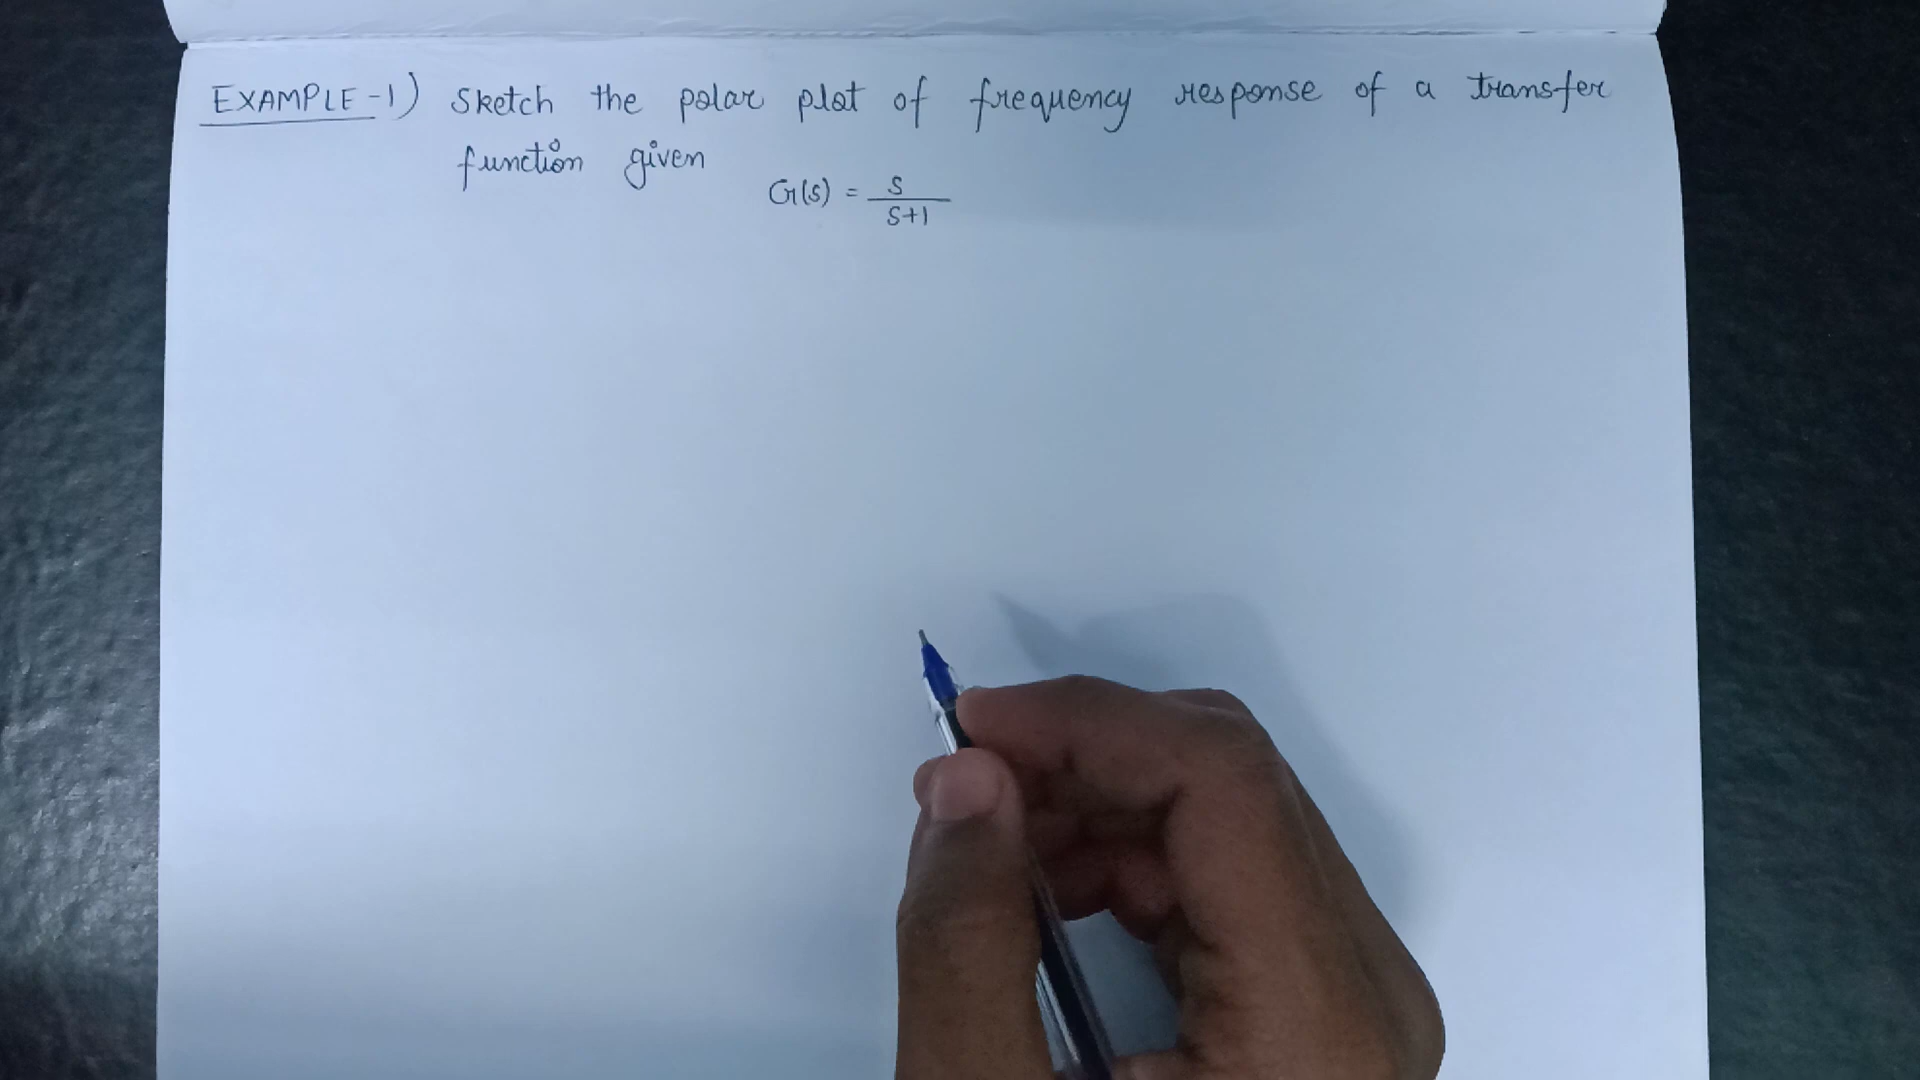 EXAMPLE-1) Sketch the polar plot of frequency response of a transfer
function given
G(s) = s/s+1